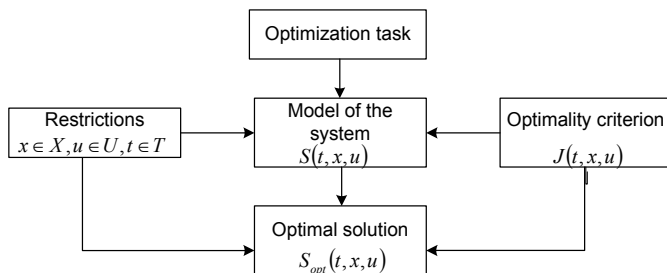 Optimization task
Restrictions
x ∈ X, u ∈ U, t ∈ T
Model of the
system
S(t, x, u)
Optimality criterion
J(t, x, u)
Optimal solution
S_opt(t, x, u)